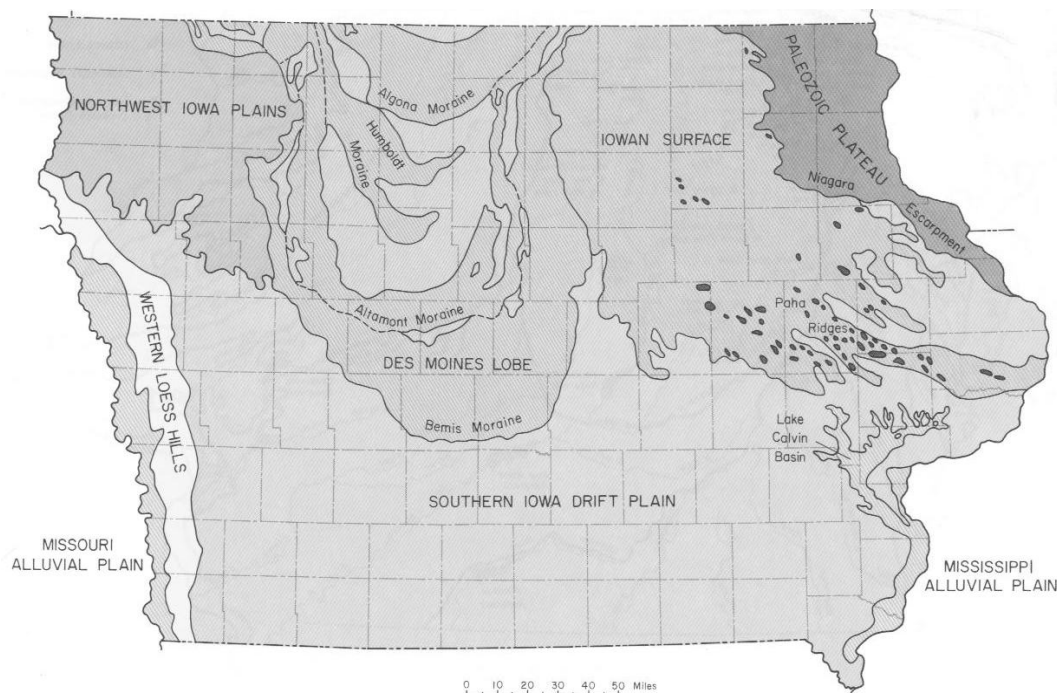 PALEOZOIC PLATEAU
Algona Moraine
NORTHWEST IOWA PLAINS
Humboldt
Moraine
IOWAN SURFACE
Niagara
Escarpment
WESTERN LOESS HILLS
Altamont Moraine
Paha
Ridges
DES MOINES LOBE
Bemis Moraine
Lake
Calvin
Basin
SOUTHERN IOWA DRIFT PLAIN
MISSOURI
ALLUVIAL PLAIN
MISSISSIPPI
ALLUVIAL PLAIN
0 10 20 30 40 50 Miles